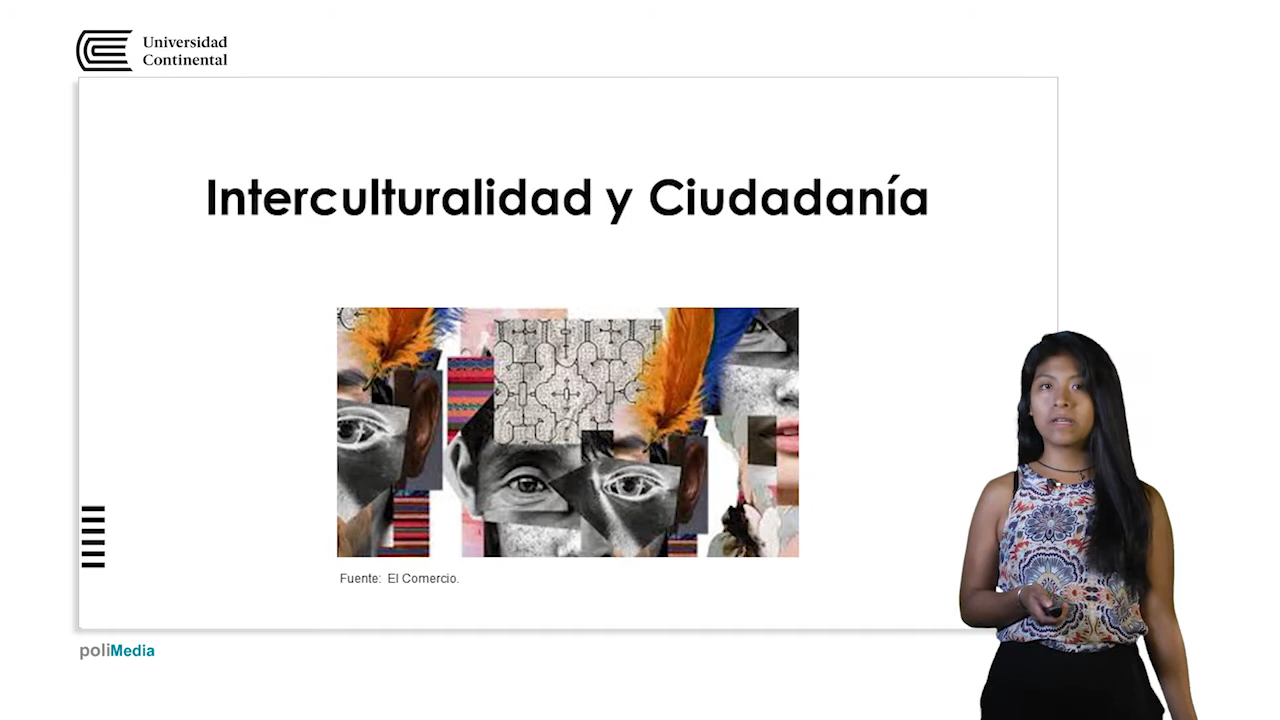 Universidad
Continental
Interculturalidad y Ciudadanía
Fuente: El Comercio.
poliMedia